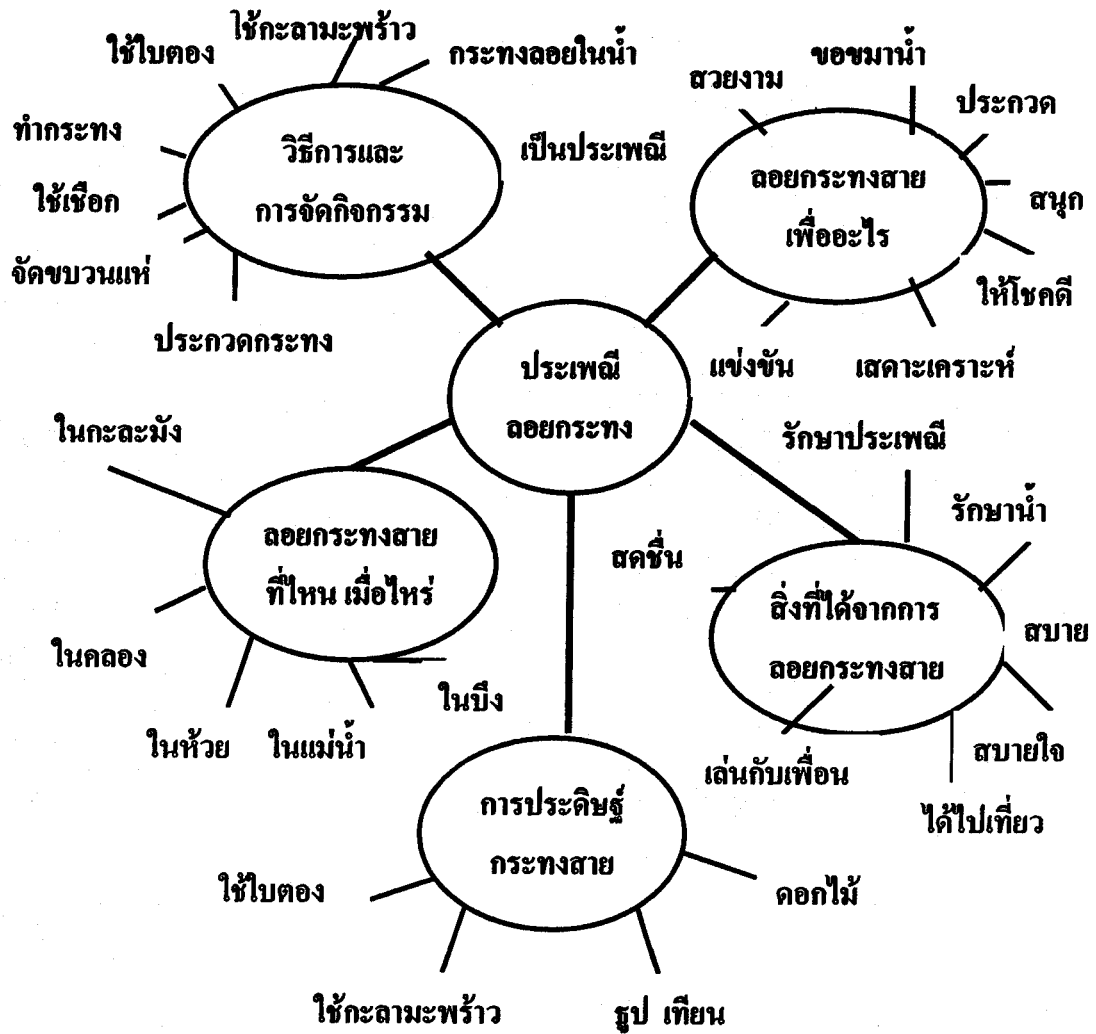 ใช้กะลามะพร้าว
ใช้ใบตอง
กระทงลอยในน้ำ
ทำกระทง
ใช้เชือก
จัดขบวนแห่
ประกวดกระทง
วิธีการและ
การจัดกิจกรรม
เป็นประเพณี
สวยงาม
ขอขมาน้ำ
ประกวด
สนุก
ให้โชคดี
เสดาะเคราะห์
แข่งขัน
ลอยกระทงสาย
เพื่ออะไร
ประเพณี
ลอยกระทง
ในกะละมัง
ลอยกระทงสาย
ที่ไหน เมื่อไหร่
ในคลอง
ในห้วย
ในแม่น้ำ
ในบึง
รักษาประเพณี
รักษาน้ำ
สดชื่น
สิ่งที่ได้จากการ
ลอยกระทงสาย
สบาย
สบายใจ
เล่นกับเพื่อน
ได้ไปเที่ยว
การประดิษฐ์
กระทงสาย
ใช้ใบตอง
ดอกไม้
ใช้กะลามะพร้าว
ธูป เทียน